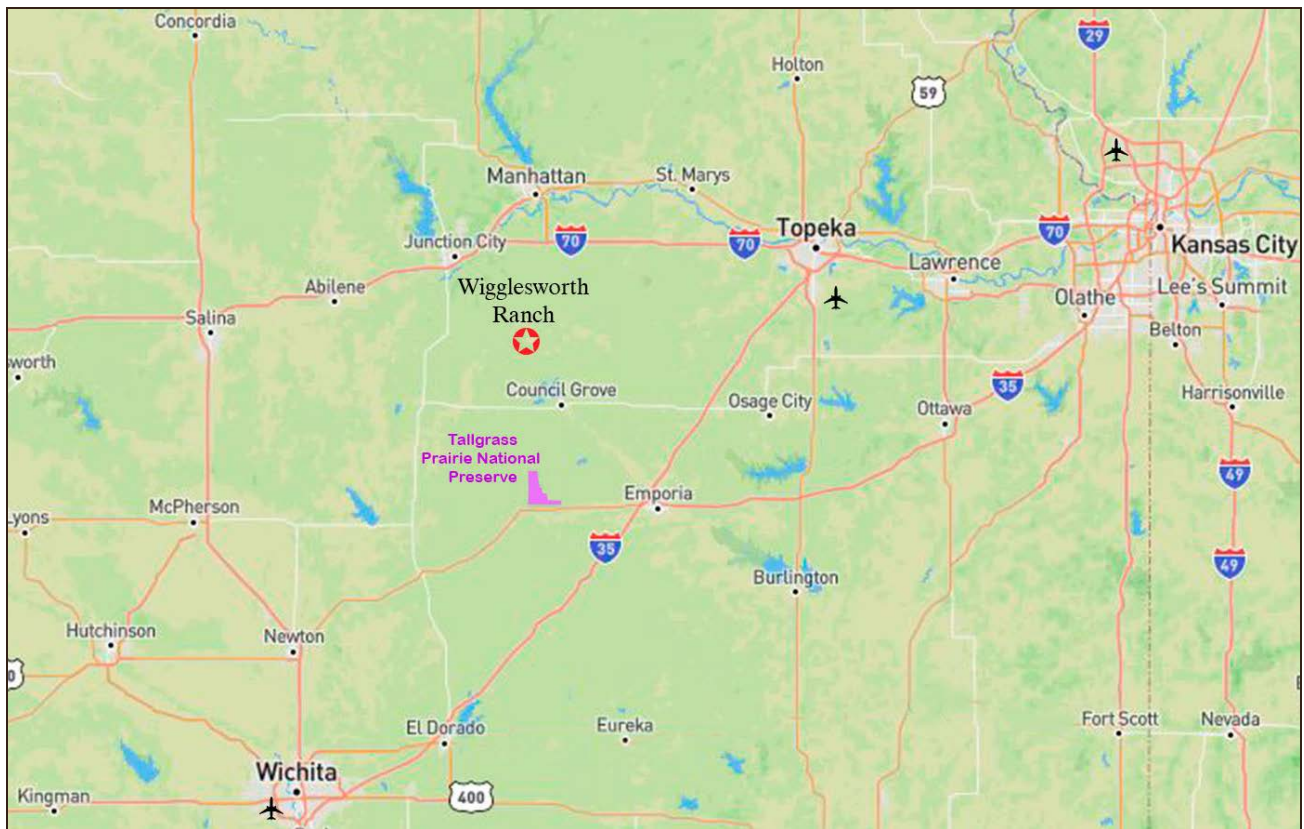 Concordia
29
Holton
59
Manhattan
St. Marys
Junction City
70
70
Topeka
70
Kansas City
Lawrence
Abilene
Wigglesworth
Ranch
Olathe
Lee's Summit
Salina
Belton
sworth
Council Grove
Osage City
35
Harrisonville
Ottawa
Tallgrass
Prairie National
Preserve
49
Emporia
McPherson
Lyons
35
49
Burlington
Hutchinson
Newton
0
El Dorado
Eureka
Fort Scott
Nevada
Wichita
Kingman
400